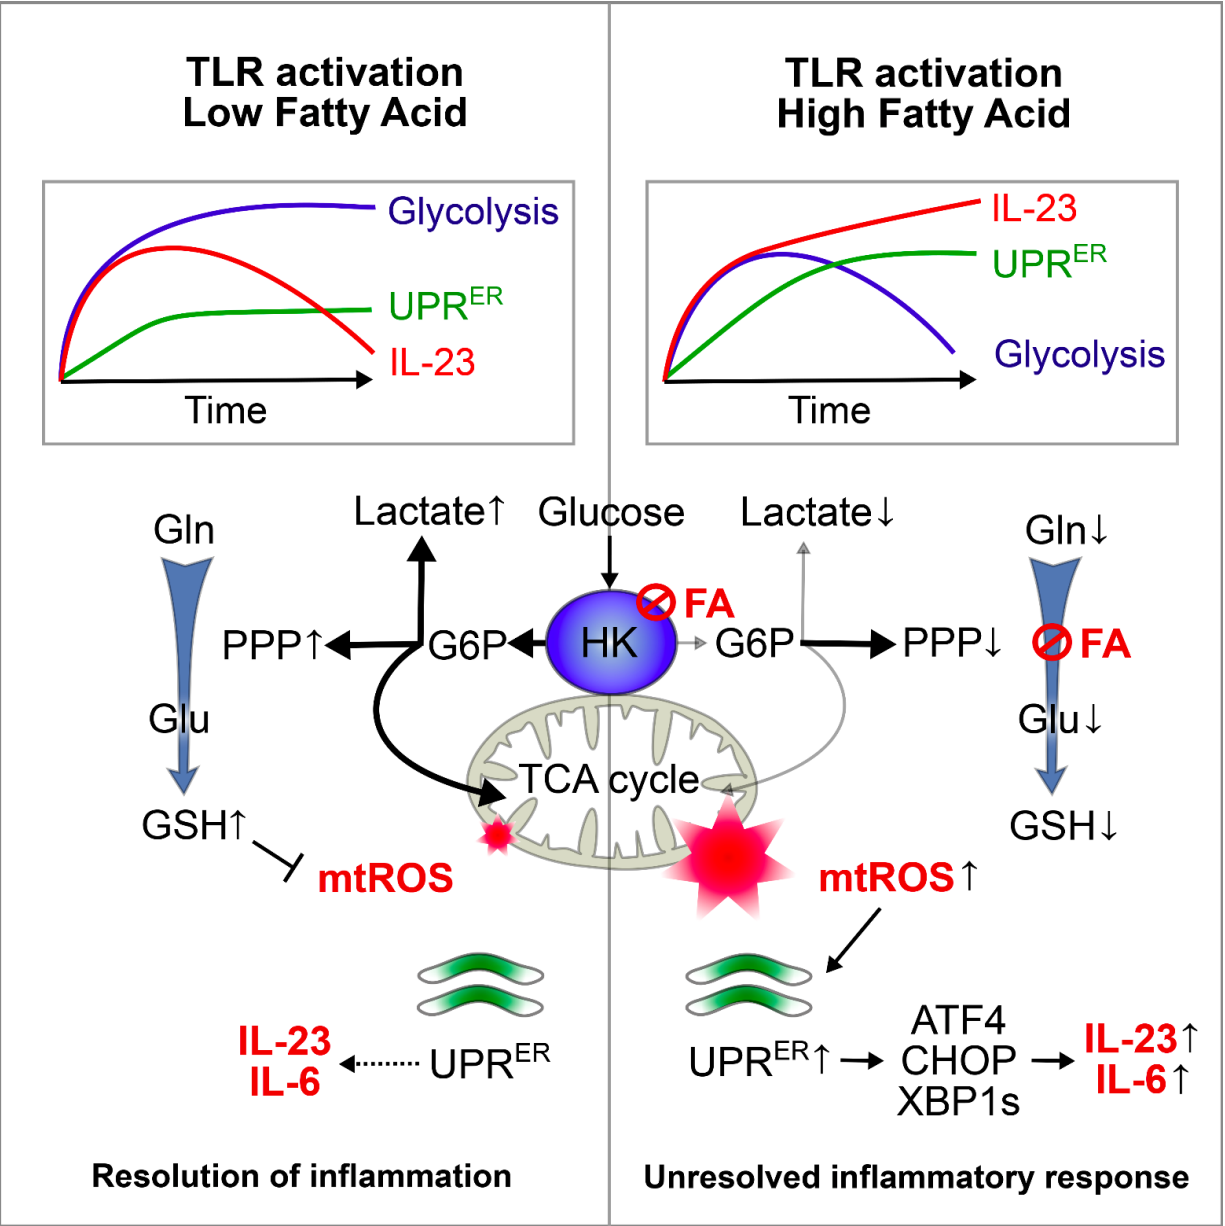 TLR activation
Low Fatty Acid
Glycolysis
UPRER
IL-23
Time
TLR activation
High Fatty Acid
IL-23
UPRER
Glycolysis
Time
Gln
Lactate↑
Glucose
Lactate↓
Gln↓
FA
PPP↑
G6P
HK
G6P
PPP↓
FA
Glu
Glu↓
TCA cycle
GSH↑
GSH↓
mtROS
mtROS↑
IL-23
IL-6
UPRER
UPRER↑
ATF4
CHOP
XBP1s
IL-23↑
IL-6↑
Resolution of inflammation
Unresolved inflammatory response